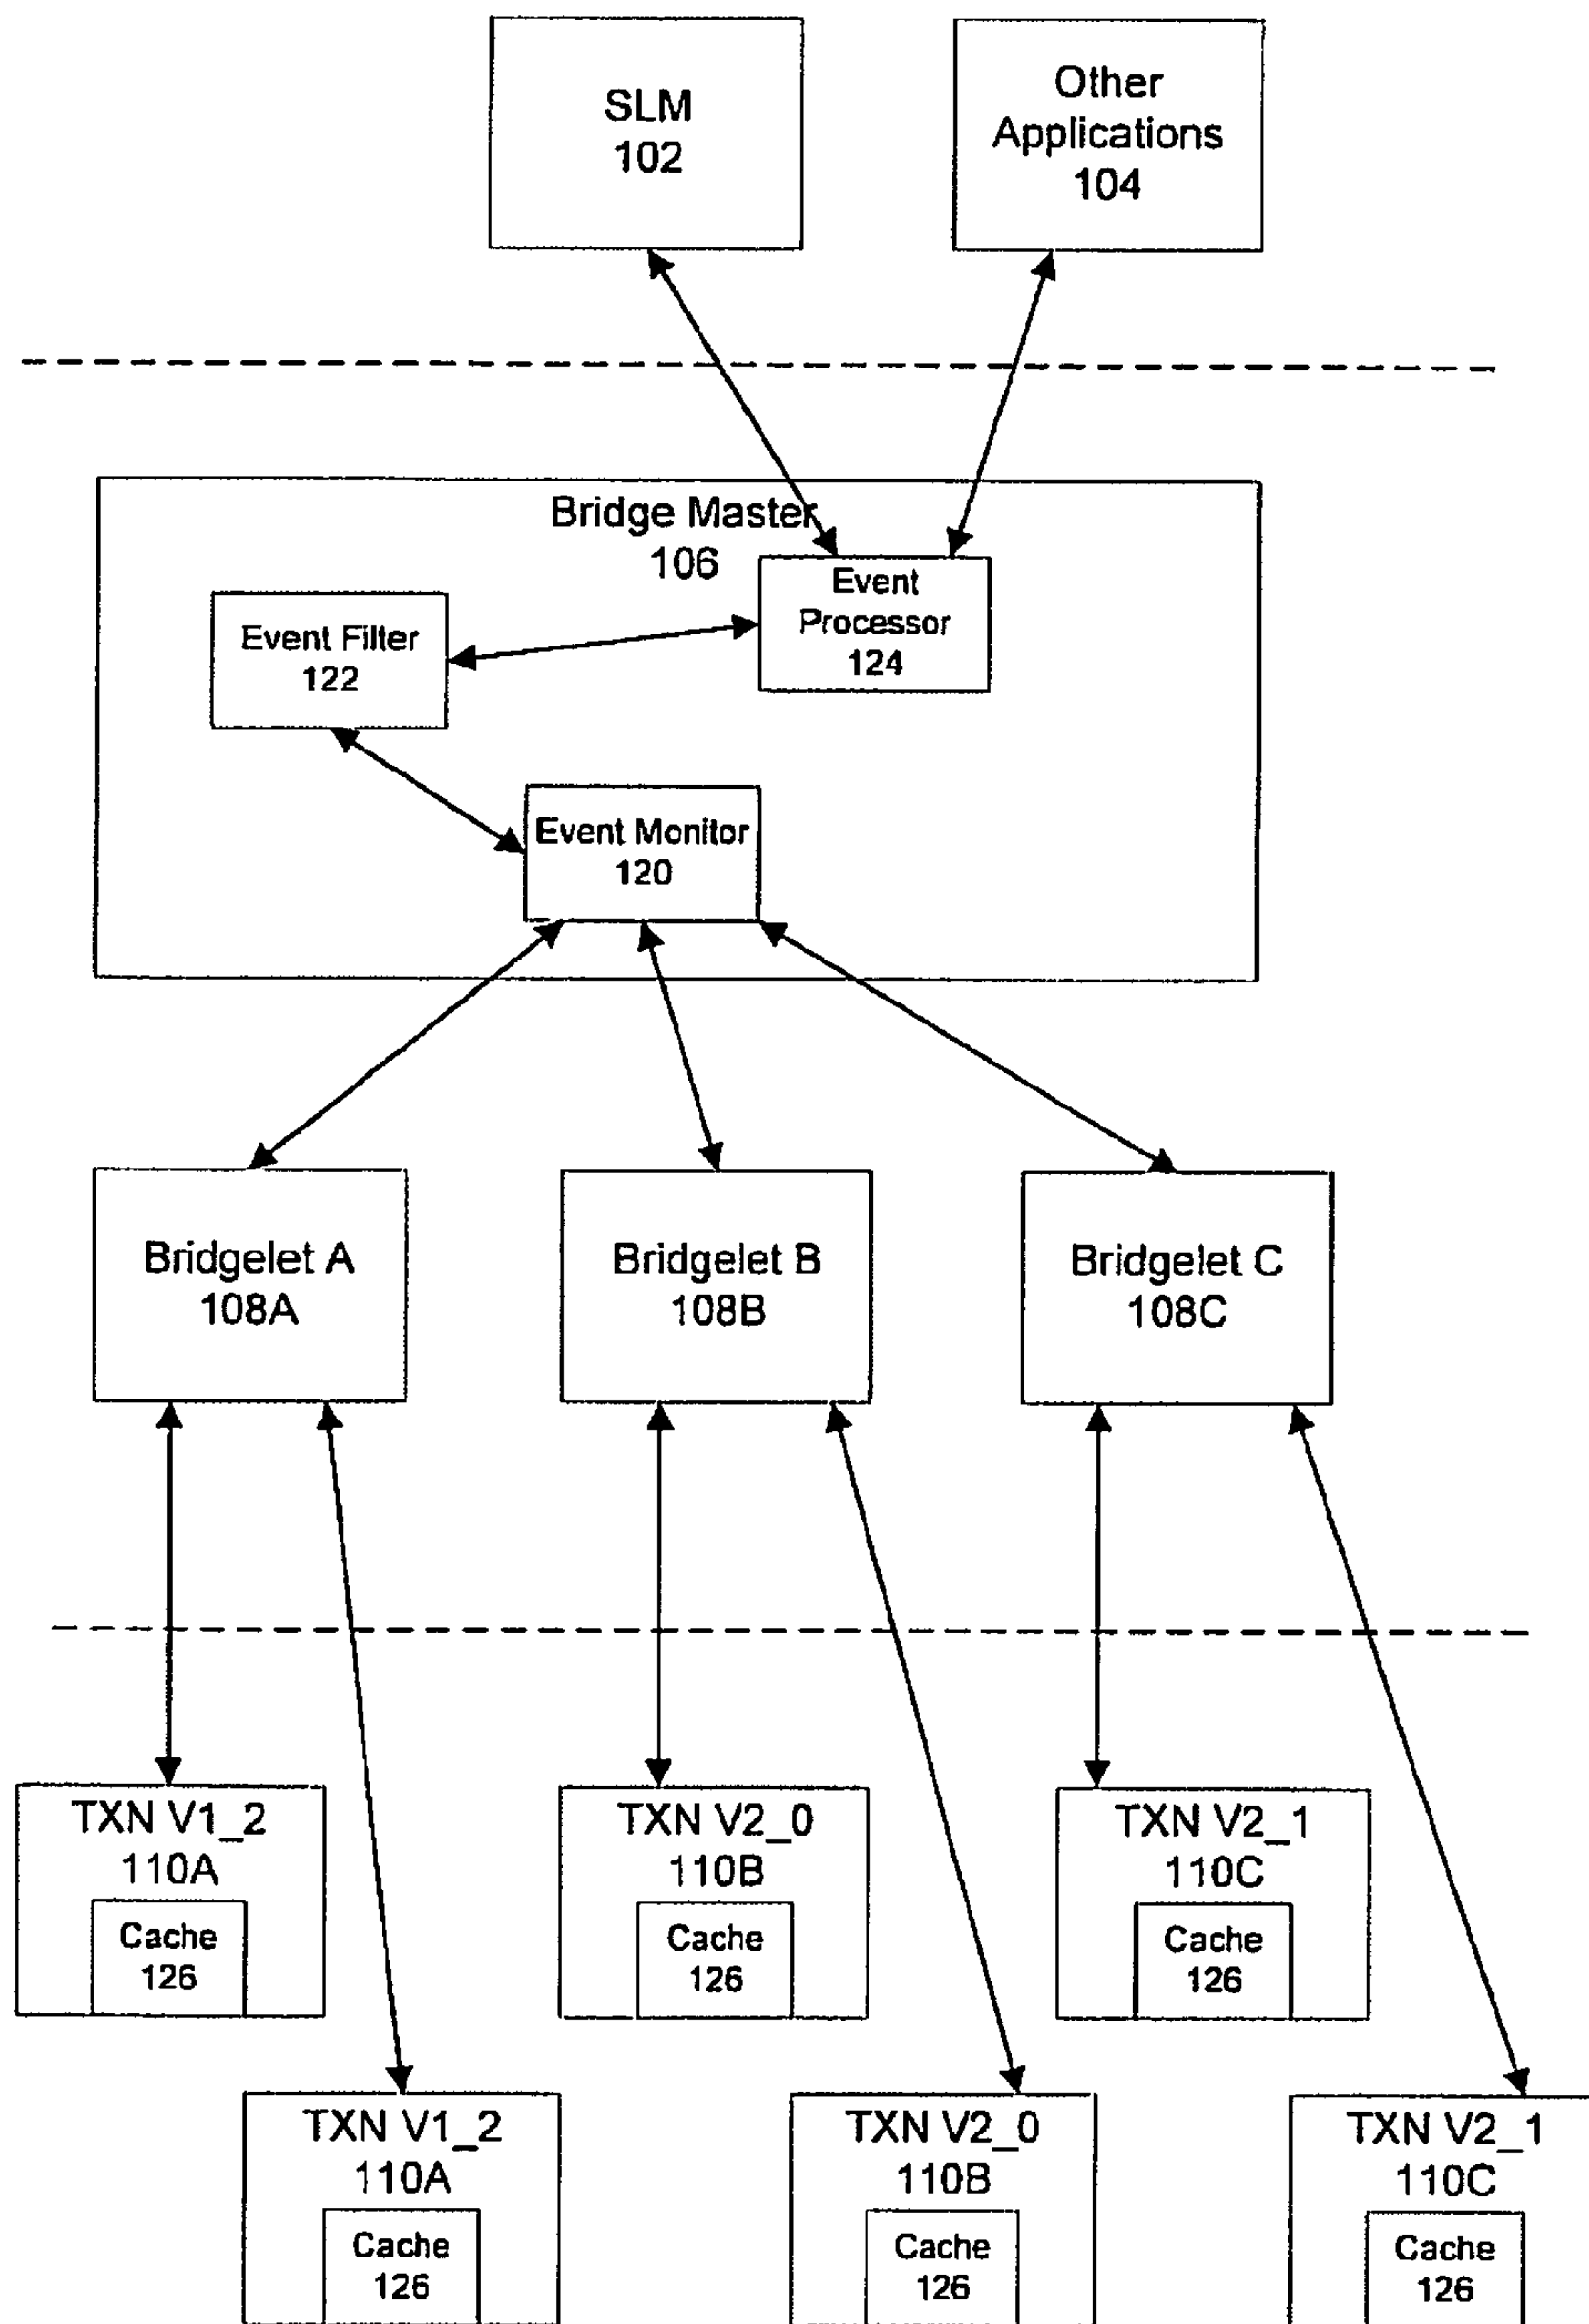 SLM
102
Other
Applications
104
Bridge Master
106
Event
Processor
124
Event Filter
122
Event Monitor
120
Bridgelet A
108A
Bridgelet B
108B
Bridgelet C
108C
TXN V1_2
110A
Cache
126
TXN V2_0
110B
Cache
126
TXN V2_1
110C
Cache
126
TXN V1_2
110A
Cache
126
TXN V2_0
110B
Cache
126
TXN V2_1
110C
Cache
126